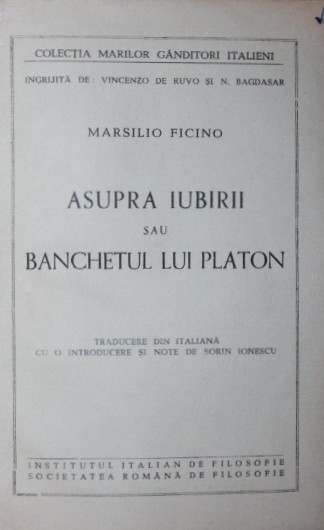 COLECȚIA MARILOR GÂNDITORI ITALIENI
INGRIJITĂ DE: VINCENZO DE RUVO ȘI N. BAGDASAR
MARSILIO FICINO
ASUPRA IUBIRII
SAU
BANCHETUL LUI PLATON
TRADUCERE DIN ITALIANĂ
CU O INTRODUCERE ȘI NOTE DE SORIN IONESCU
INSTITUTUL ITALIAN DE FILOSOFIE
SOCIETATEA ROMÂNĂ DE FILOSOFIE